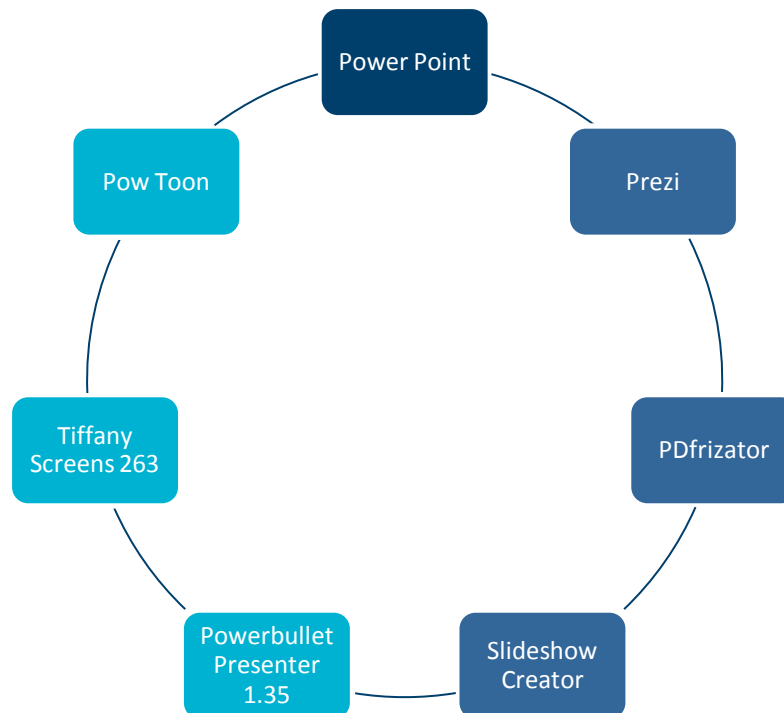 Power Point
Prezi
PDfrizator
Slideshow
Creator
Powerbullet
Presenter
1.35
Tiffany
Screens 263
Pow Toon